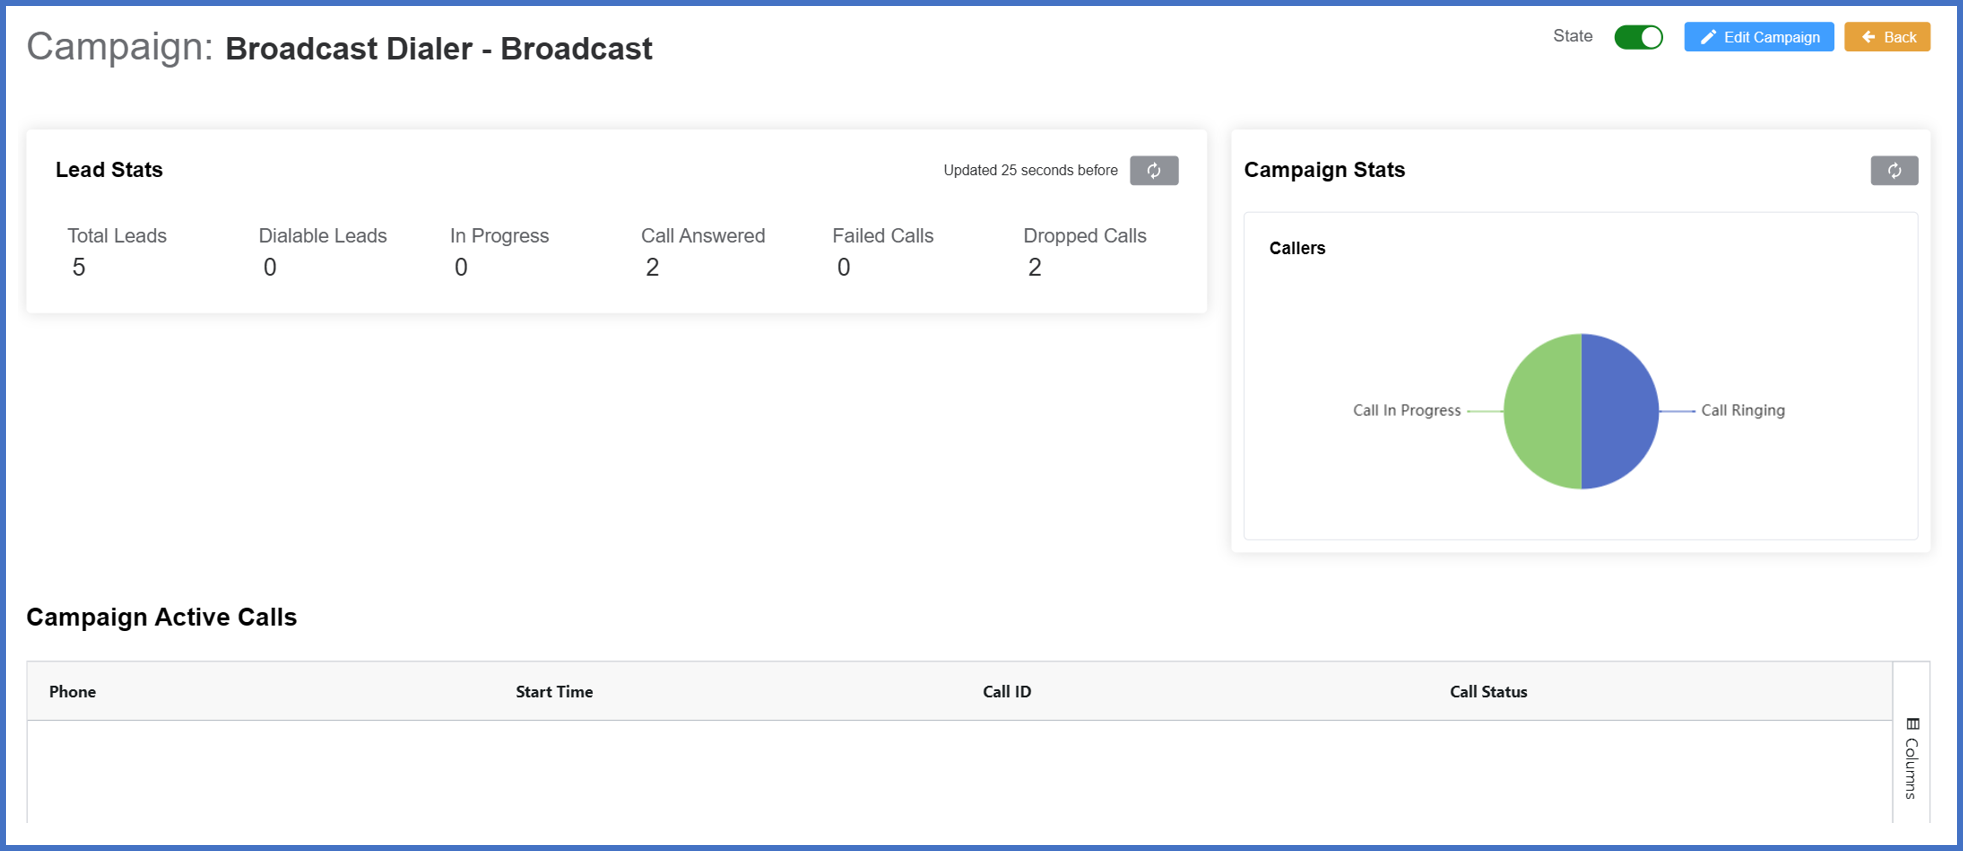 Campaign: Broadcast Dialer - Broadcast
State
Edit Campaign
Back
Lead Stats
Updated 25 seconds before
Total Leads
5
Dialable Leads
0
In Progress
0
Call Answered
2
Failed Calls
0
Dropped Calls
2
Campaign Stats
Callers
Call In Progress
Call Ringing
Campaign Active Calls
Phone
Start Time
Call ID
Call Status
Columns